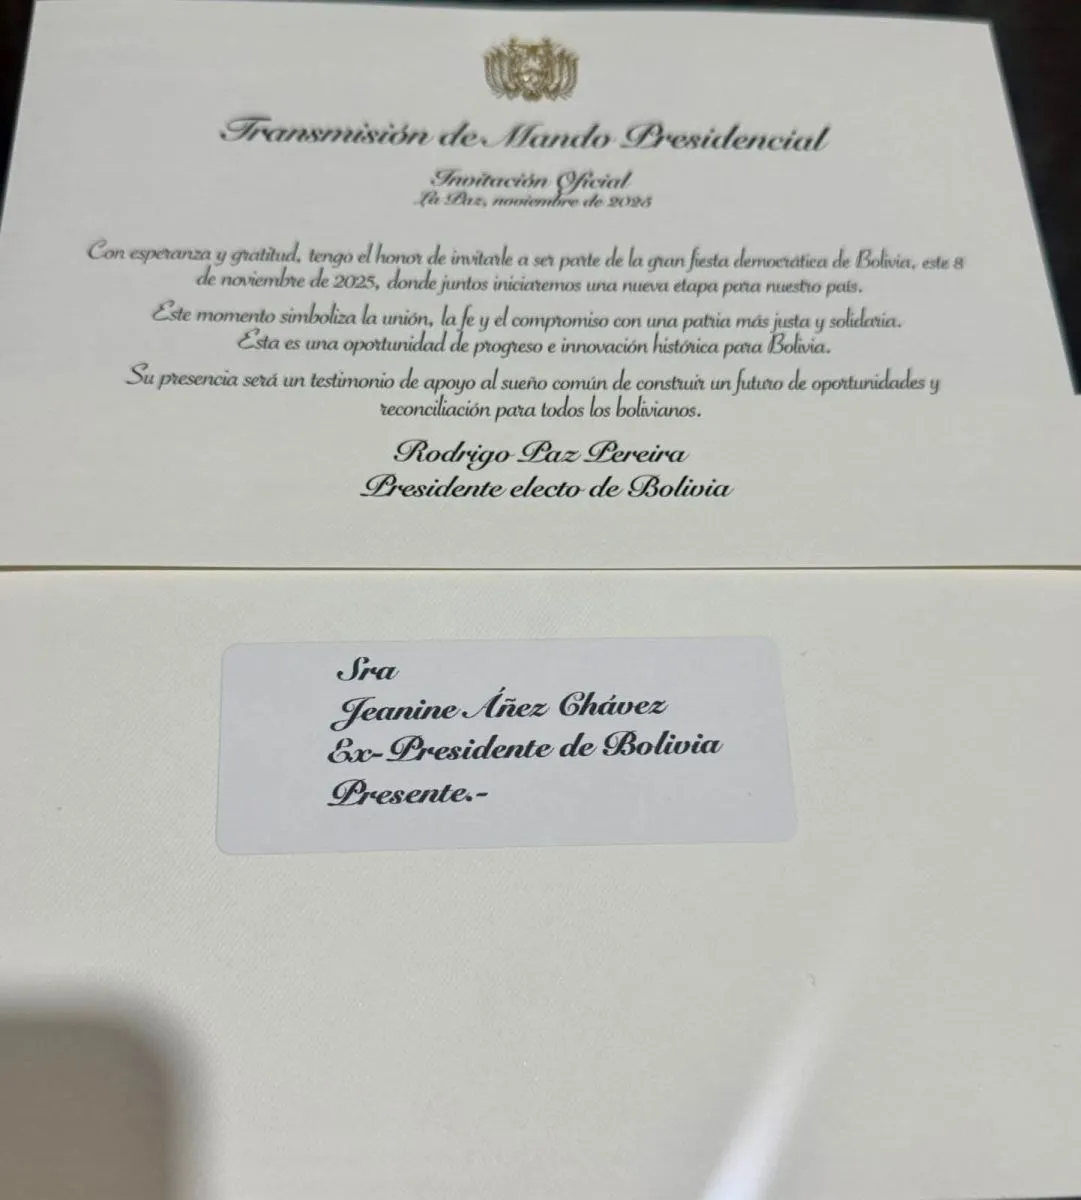 Transmisión de Mando Presidencial
Invitación Oficial
La Paz, noviembre de 2025
Con esperanza y gratitud, tengo el honor de invitarle a ser parte de la gran fiesta democrática de Bolivia, este 8
de noviembre de 2025, donde juntos iniciaremos una nueva etapa para nuestro país.
Este momento simboliza la unión, la fe y el compromiso con una patria más justa y solidaria.
Esta es una oportunidad de progreso e innovación histórica para Bolivia.
Su presencia será un testimonio de apoyo al sueño común de construir un futuro de oportunidades y
reconciliación para todos los bolivianos.
Rodrigo Paz Pereira
Presidente electo de Bolivia
Sra
Jeanine Áñez Chávez
Ex-Presidente de Bolivia
Presente.-